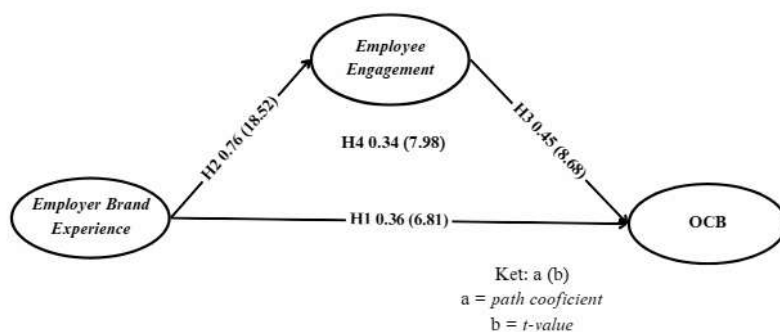 Employee
Engagement
H2 0.76 (18.52)
H3 0.45 (8.68)
H4 0.34 (7.98)
Employer Brand
Experience
H1 0.36 (6.81)
OCB
Ket: a (b)
a = path cooficient
b = t-value